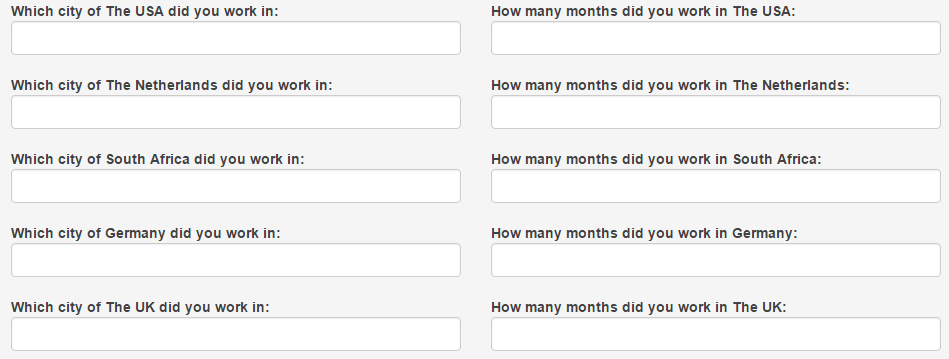 Which city of The USA did you work in:
How many months did you work in The USA:
Which city of The Netherlands did you work in:
How many months did you work in The Netherlands:
Which city of South Africa did you work in:
How many months did you work in South Africa:
Which city of Germany did you work in:
How many months did you work in Germany:
Which city of The UK did you work in:
How many months did you work in The UK: